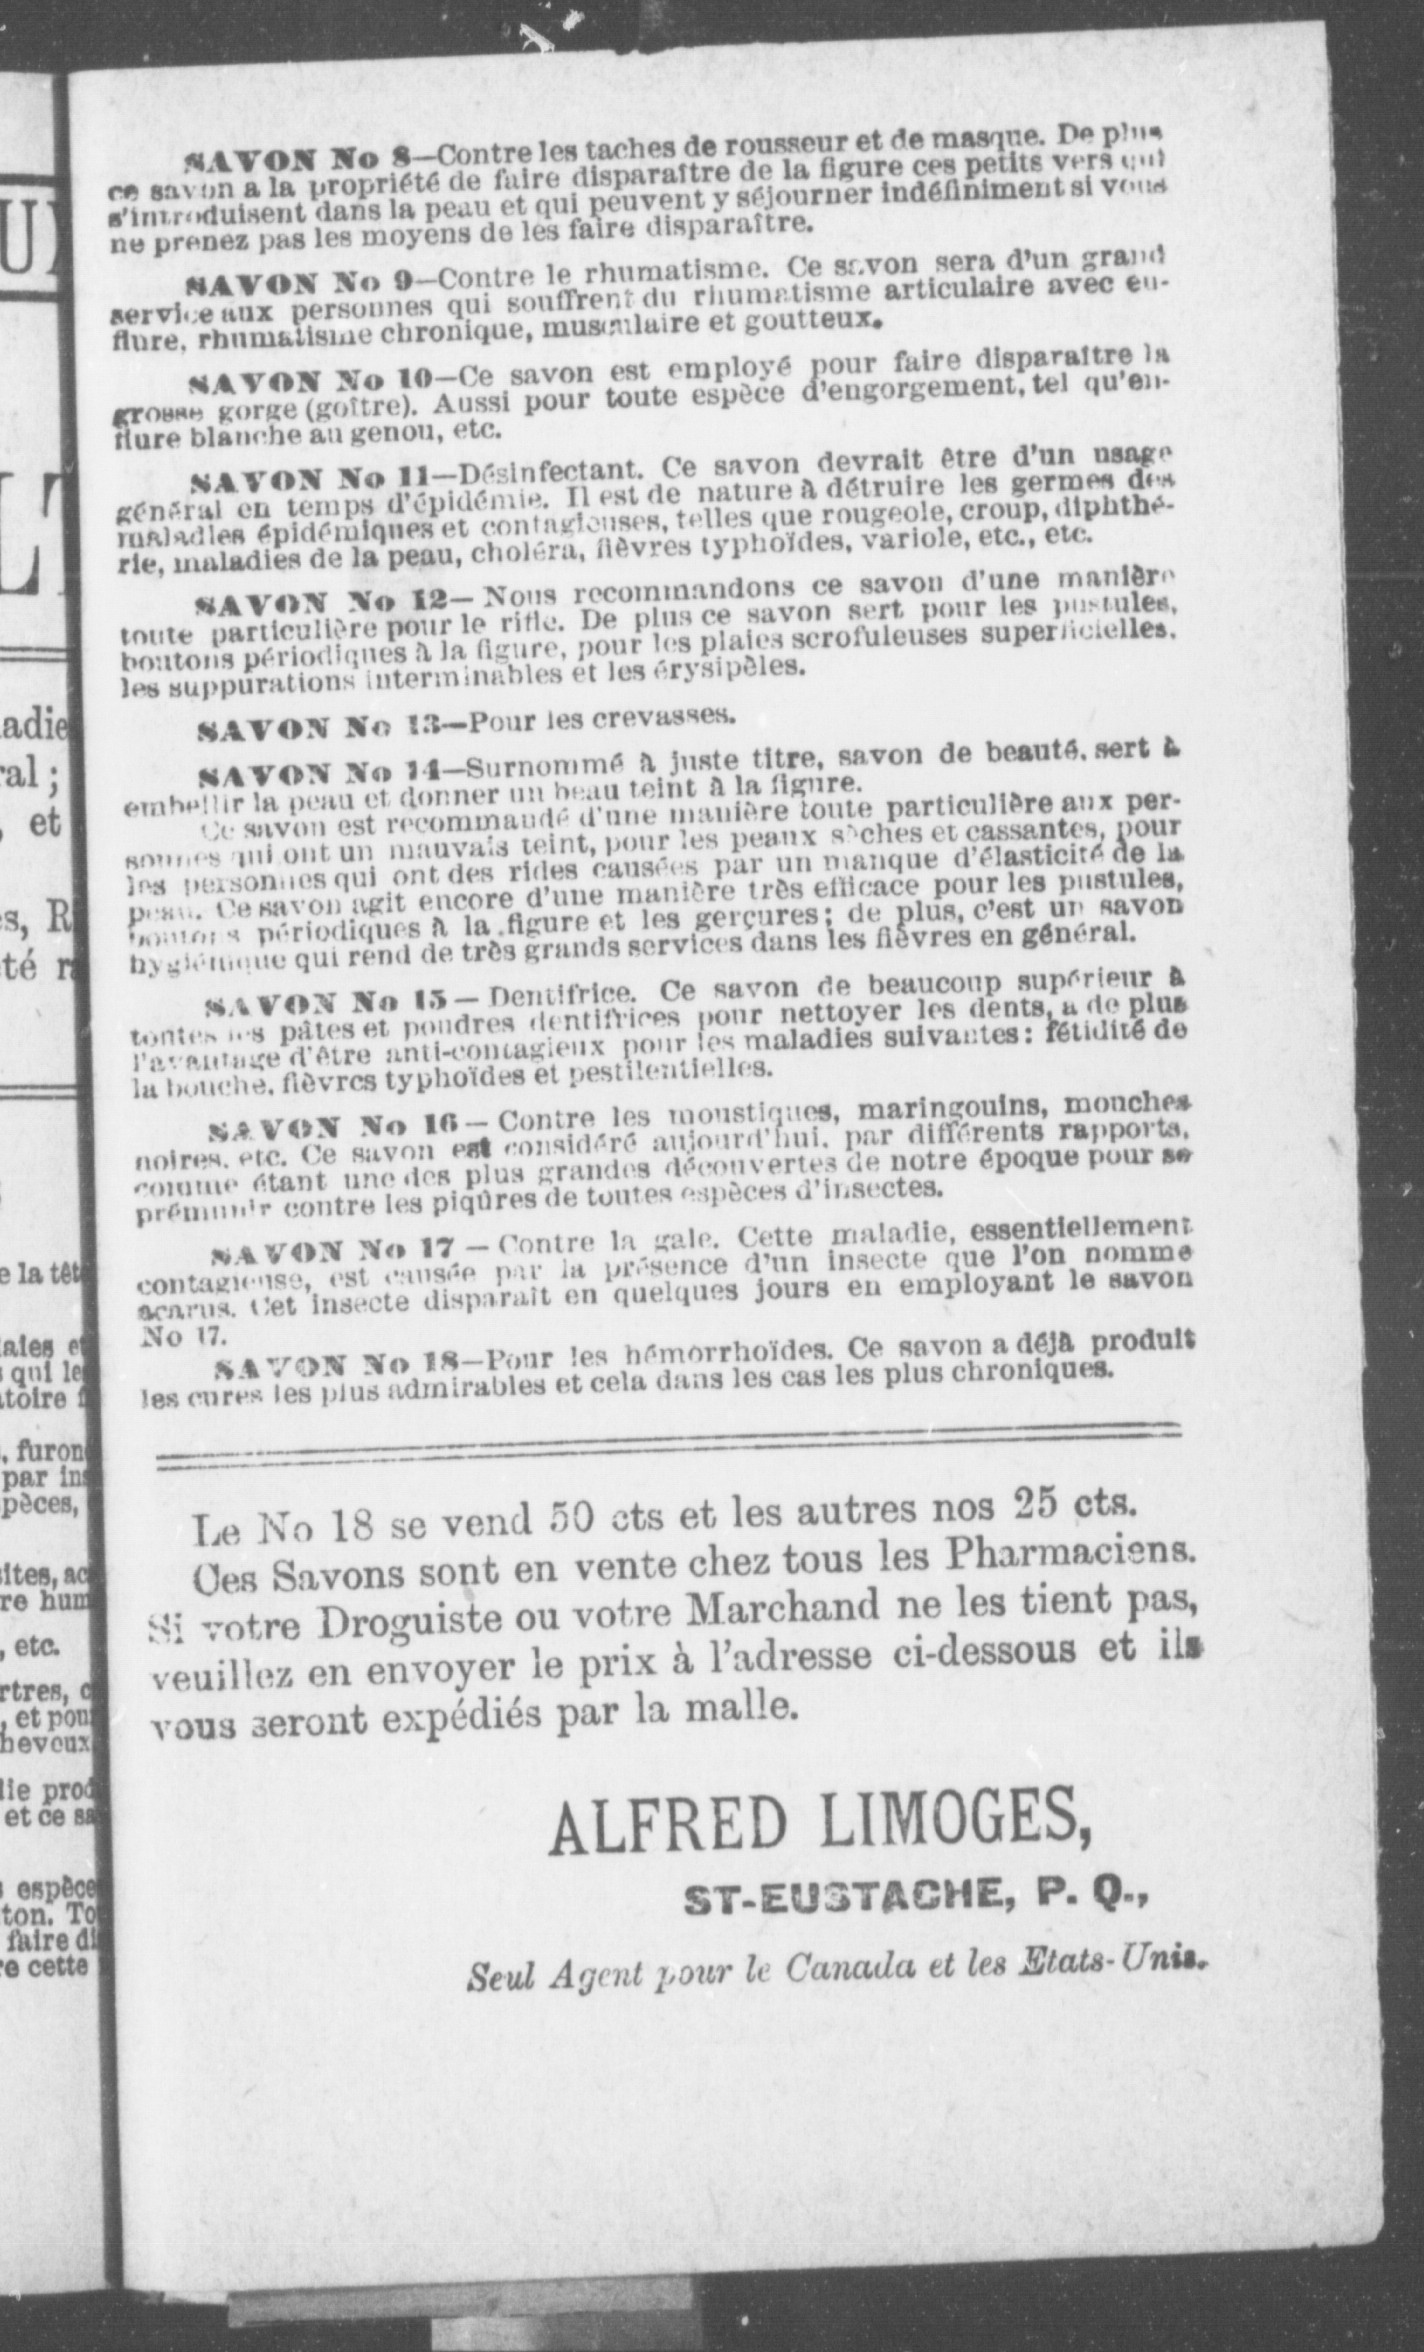 SAVON No 8—Contre les taches de rousseur et de masque. De plus
ce savon a la propriété de faire disparaître de la figure ces petits vers qui
s'introduisent dans la peau et qui peuvent y séjourner indéfiniment si vous
ne prenez pas les moyens de les faire disparaître.
SAVON No 9—Contre le rhumatisme. Ce savon sera d'un grand
service aux personnes qui souffrent du rhumatisme articulaire avec en-
flure, rhumatisme chronique, musculaire et goutteux.
SAVON No 10—Ce savon est employé pour faire disparaître la
grosse gorge (goître). Aussi pour toute espèce d'engorgement, tel qu'en-
flure blanche au genou, etc.
SAVON No 11—Désinfectant. Ce savon devrait être d'un usage
général en temps d'épidémie. Il est de nature à détruire les germes des
maladies épidémiques et contagieuses, telles que rougeole, croup, diphthé-
rie, maladies de la peau, choléra, fièvres typhoïdes, variole, etc., etc.
SAVON No 12— Nous recommandons ce savon d'une manière
toute particulière pour le rifle. De plus ce savon sert pour les pustules,
boutons périodiques à la figure, pour les plaies scrofuleuses superficielles,
les suppurations interminables et les érysipèles.
SAVON No 13—Pour les crevasses.
SAVON No 14—Surnommé à juste titre, savon de beauté, sert à
embellir la peau et donner un beau teint à la figure.
Ce savon est recommandé d'une manière toute particulière aux per-
sonnes qui ont un mauvais teint, pour les peaux sèches et cassantes, pour
les personnes qui ont des rides causées par un manque d'élasticité de la
peau. Ce savon agit encore d'une manière très efficace pour les pustules,
boutons périodiques à la figure et les gerçures; de plus, c'est un savon
hygiénique qui rend de très grands services dans les fièvres en général.
SAVON No 15 — Dentifrice. Ce savon de beaucoup supérieur à
toutes les pâtes et poudres dentifrices pour nettoyer les dents, a de plus
l'avantage d'être anti-contagieux pour les maladies suivantes: fétidité de
la bouche, fièvres typhoïdes et pestilentielles.
SAVON No 16 — Contre les moustiques, maringouins, mouches
noires, etc. Ce savon est considéré aujourd'hui, par différents rapports,
comme étant une des plus grandes découvertes de notre époque pour se
prémunir contre les piqûres de toutes espèces d'insectes.
SAVON No 17 — Contre la gale. Cette maladie, essentiellement
contagieuse, est causée par la présence d'un insecte que l'on nomme
acarus. Cet insecte disparaît en quelques jours en employant le savon
No 17.
SAVON No 18—Pour les hémorrhoïdes. Ce savon a déjà produit
les cures les plus admirables et cela dans les cas les plus chroniques.
Le No 18 se vend 50 cts et les autres nos 25 cts.
Ces Savons sont en vente chez tous les Pharmaciens.
Si votre Droguiste ou votre Marchand ne les tient pas,
veuillez en envoyer le prix à l'adresse ci-dessous et ils
vous seront expédiés par la malle.
ALFRED LIMOGES,
ST-EUSTACHE, P. Q.,
Seul Agent pour le Canada et les Etats-Unis.